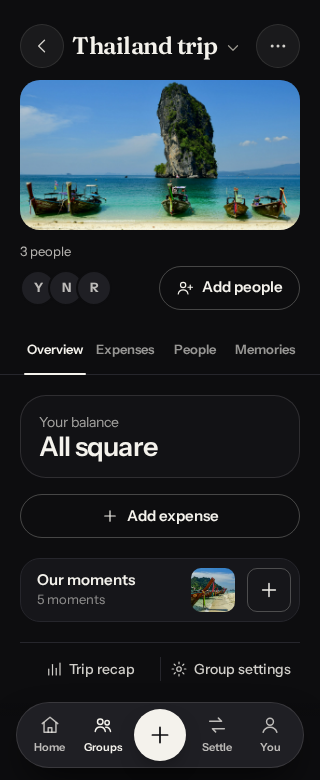 Thailand trip
3 people
Y N R
Add people
Overview Expenses People Memories
Your balance
All square
Add expense
Our moments
5 moments
Trip recap Group settings
Home Groups Settle You